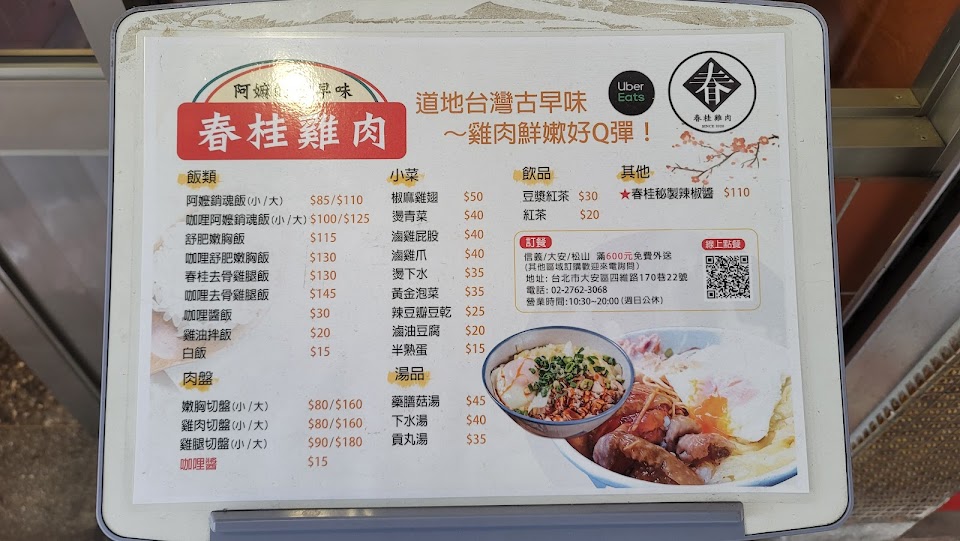 阿嬤 早味
春桂雞肉
道地台灣古早味
～雞肉鮮嫩好Q彈！
Uber
Eats
春
春桂雞肉
飯類
阿嬤銷魂飯(小/大) $85/$110
咖哩阿嬤銷魂飯(小/大) $100/$125
舒肥嫩胸飯 $115
咖哩舒肥嫩胸飯 $130
春桂去骨雞腿飯 $130
咖哩去骨雞腿飯 $145
咖哩醬飯 $30
雞油拌飯 $20
白飯 $15
肉盤
嫩胸切盤(小/大) $80/$160
雞肉切盤(小/大) $80/$160
雞腿切盤(小/大) $90/$180
咖哩醬 $15
小菜
椒麻雞翅 $50
燙青菜 $40
滷雞屁股 $40
滷雞爪 $40
燙下水 $35
黃金泡菜 $35
辣豆瓣豆乾 $25
滷油豆腐 $20
半熟蛋 $15
湯品
藥膳菇湯 $45
下水湯 $40
貢丸湯 $35
飲品
豆漿紅茶 $30
紅茶 $20
其他
★春桂秘製辣椒醬 $110
訂餐
信義/大安/松山 滿600元免費外送
(其他區域訂購歡迎來電詢問)
地址: 台北市大安區四維路170巷22號
電話: 02-2762-3068
營業時間:10:30~20:00 (週日公休)
線上點餐